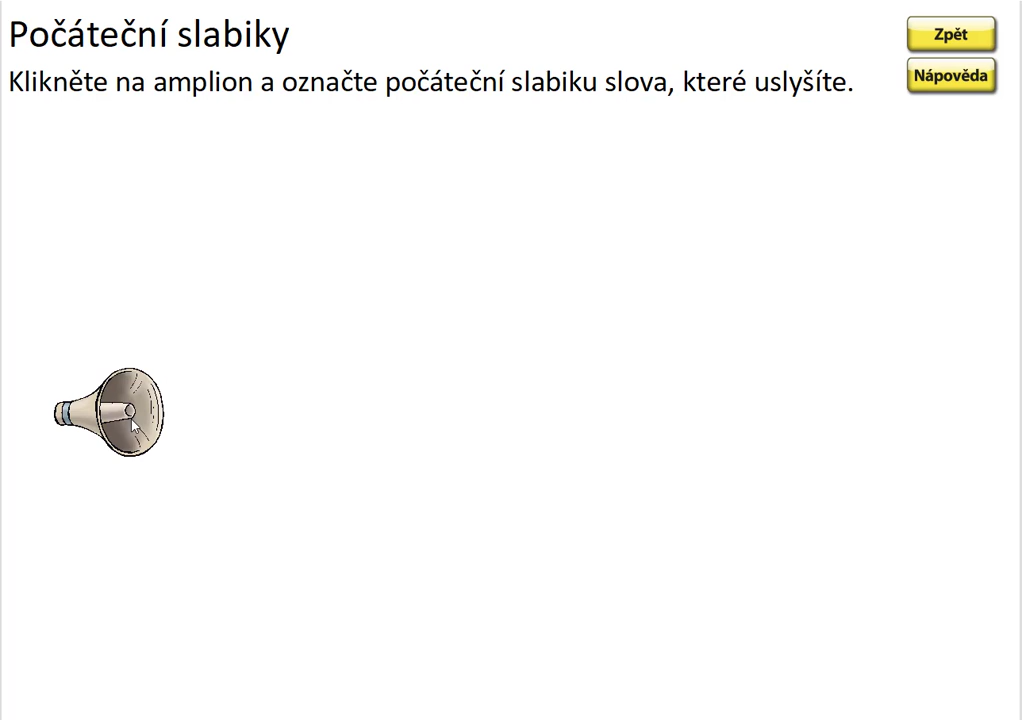 Počáteční slabiky
Zpět
Klikněte na amplion a označte počáteční slabiku slova, které uslyšíte.
Nápověda